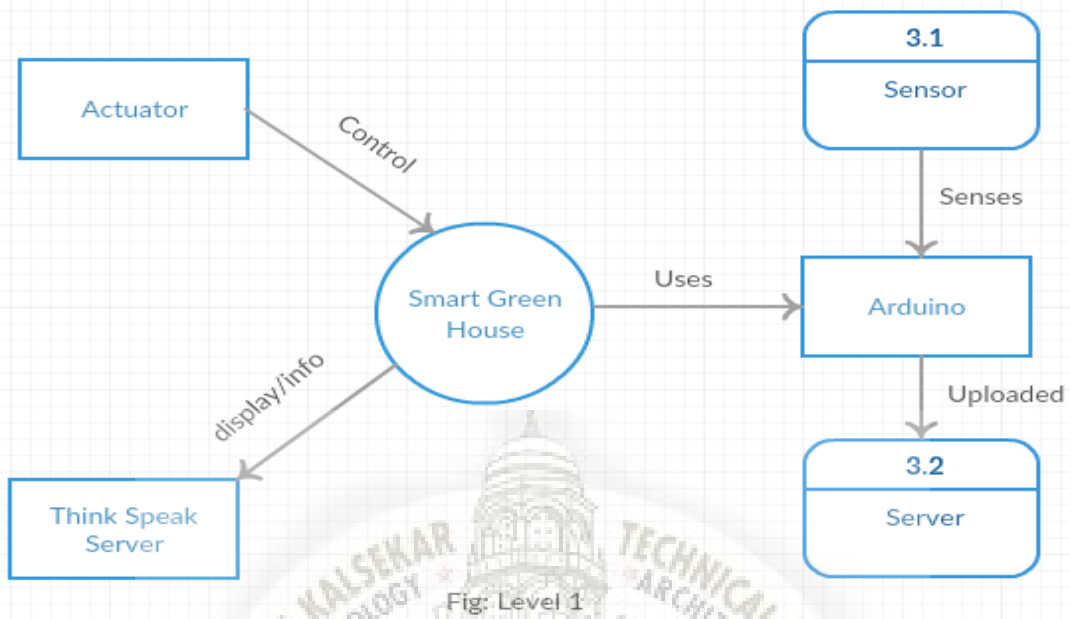 3.1
Sensor
Actuator
Control
Senses
Uses
Smart Green
House
Arduino
display/info
Uploaded
3.2
Server
Think Speak
Server
KALSEKAR
TECHNICAL
Fig: Level 1